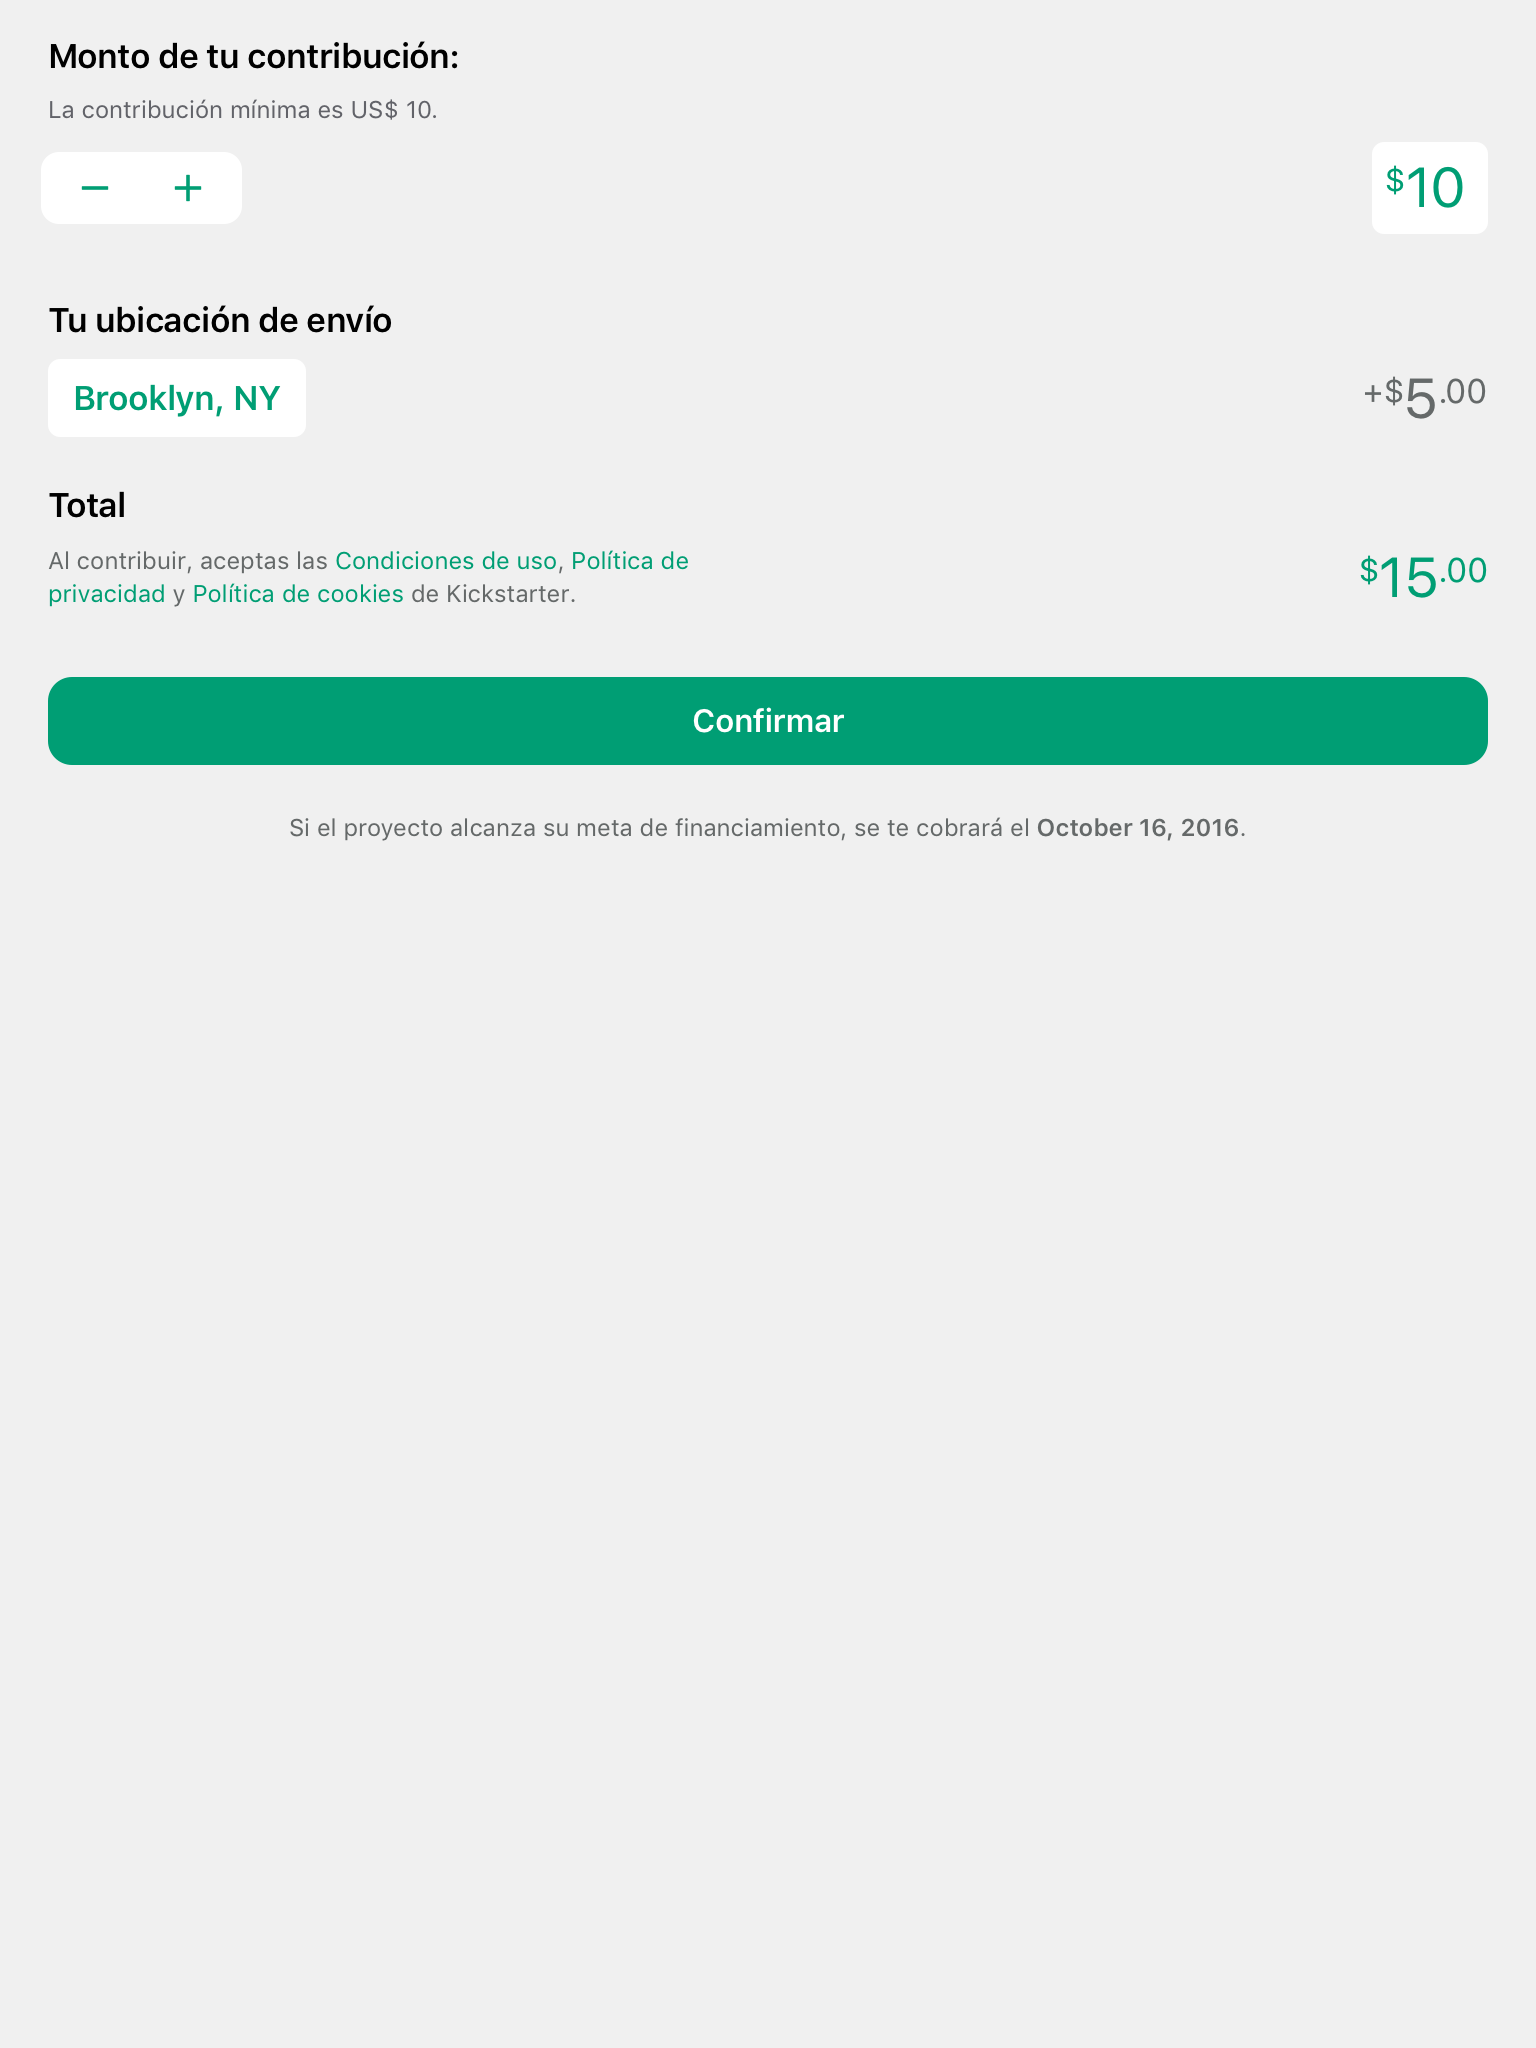 Monto de tu contribución:
La contribución mínima es US$ 10.
− +
$10
Tu ubicación de envío
Brooklyn, NY
+$5.00
Total
Al contribuir, aceptas las Condiciones de uso, Política de
privacidad y Política de cookies de Kickstarter.
$15.00
Confirmar
Si el proyecto alcanza su meta de financiamiento, se te cobrará el October 16, 2016.